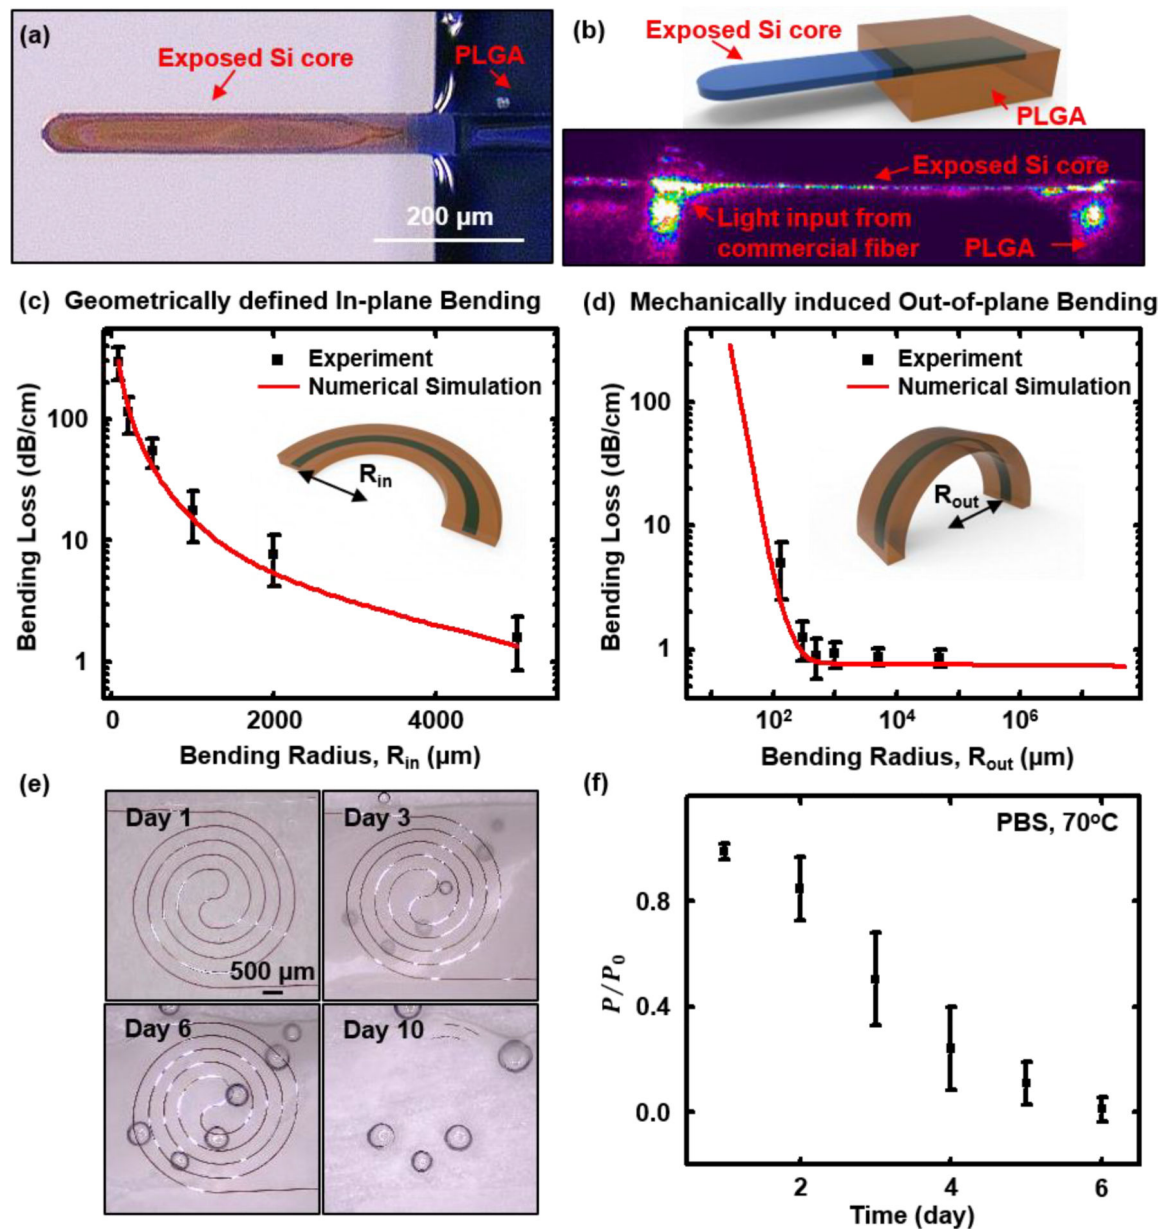 (a)
Exposed Si core
PLGA
200 µm
(b)
Exposed Si core
PLGA
Exposed Si core
Light input from
commercial fiber
PLGA
(c) Geometrically defined In-plane Bending
Experiment
Numerical Simulation
Bending Loss (dB/cm)
100
10
1
R_in
0 2000 4000
Bending Radius, R_in (µm)
(d) Mechanically induced Out-of-plane Bending
Experiment
Numerical Simulation
Bending Loss (dB/cm)
100
10
1
R_out
10² 10⁴ 10⁶
Bending Radius, R_out (µm)
(e)
Day 1
500 µm
Day 3
Day 6
Day 10
(f)
PBS, 70°C
P/P₀
0.8
0.4
0.0
2 4 6
Time (day)